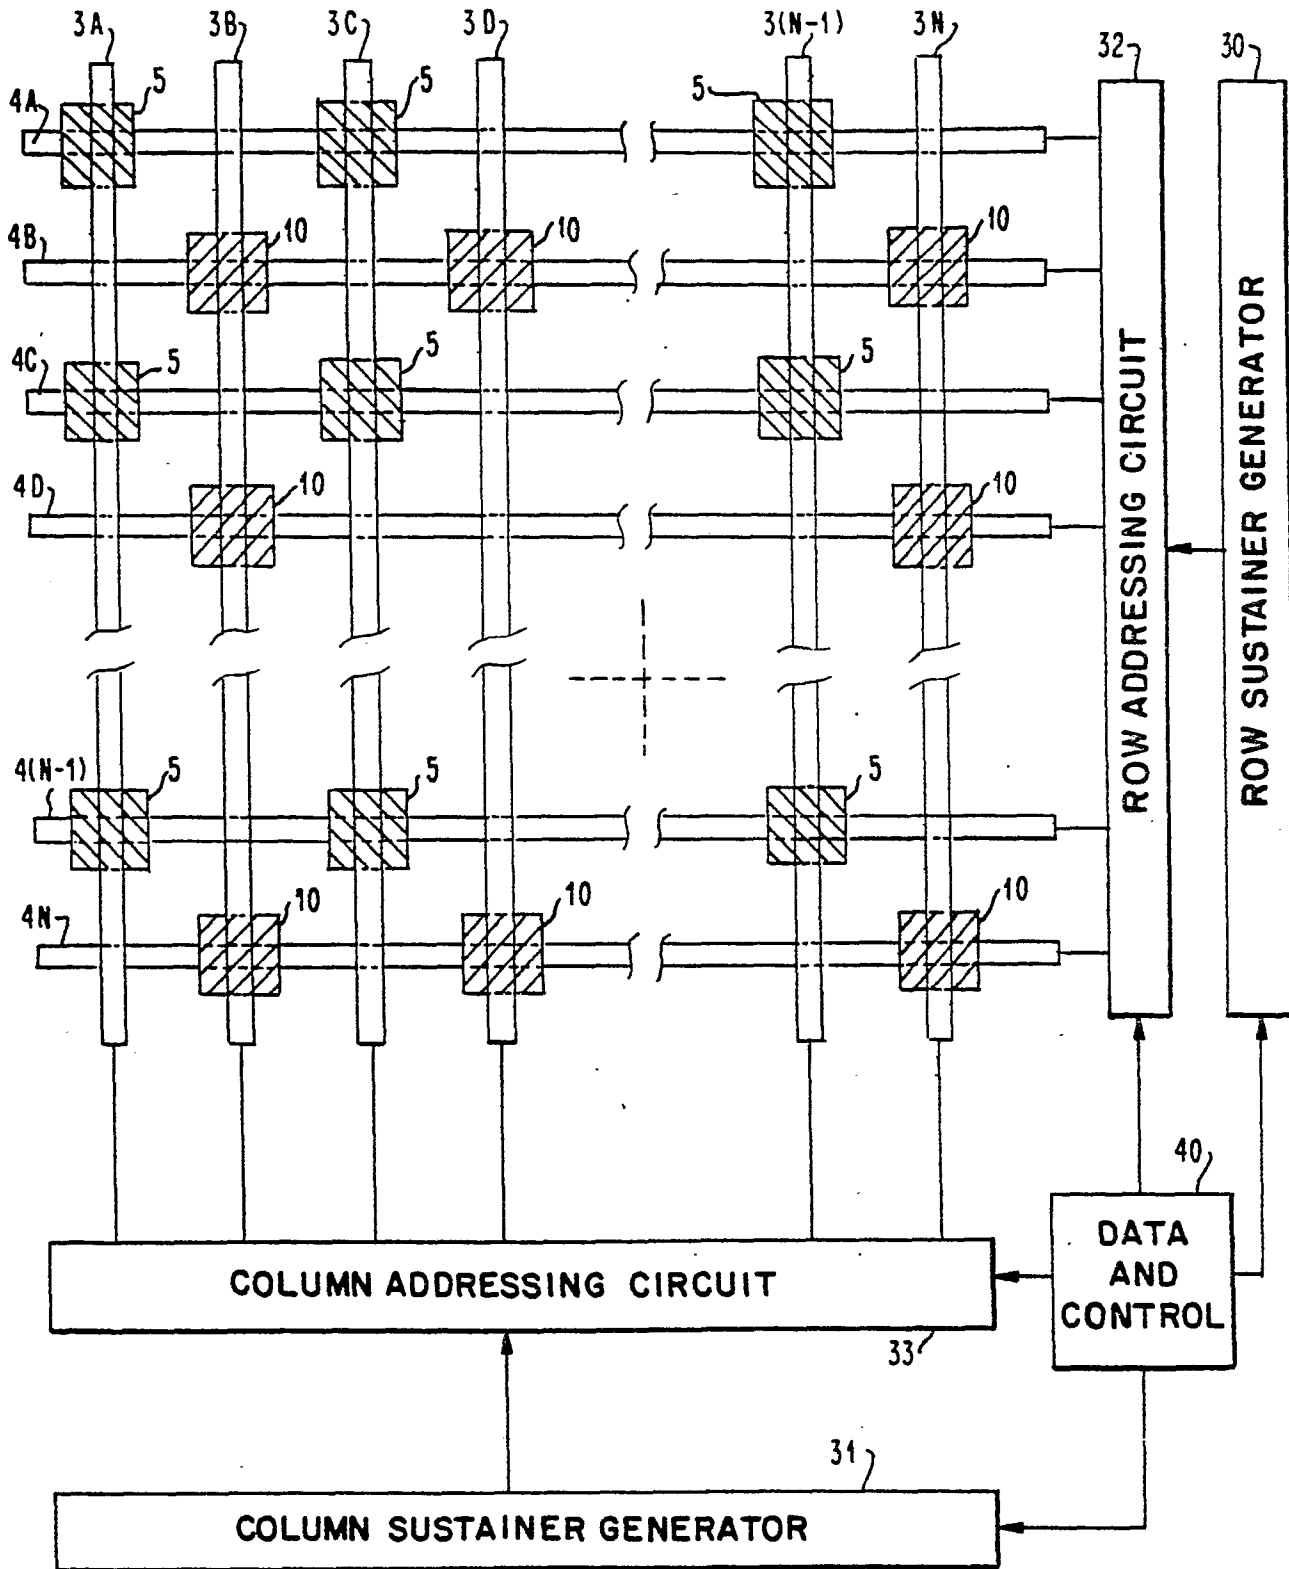 3A 3B 3C 3D 3(N-1) 3N 32 30
4A 5 5 5
4B 10 10 10
4C 5 5 5
4D 10 10
4(N-1) 5 5 5
4N 10 10 10
ROW ADDRESSING CIRCUIT
ROW SUSTAINER GENERATOR
40
DATA
AND
CONTROL
COLUMN ADDRESSING CIRCUIT
33
31
COLUMN SUSTAINER GENERATOR